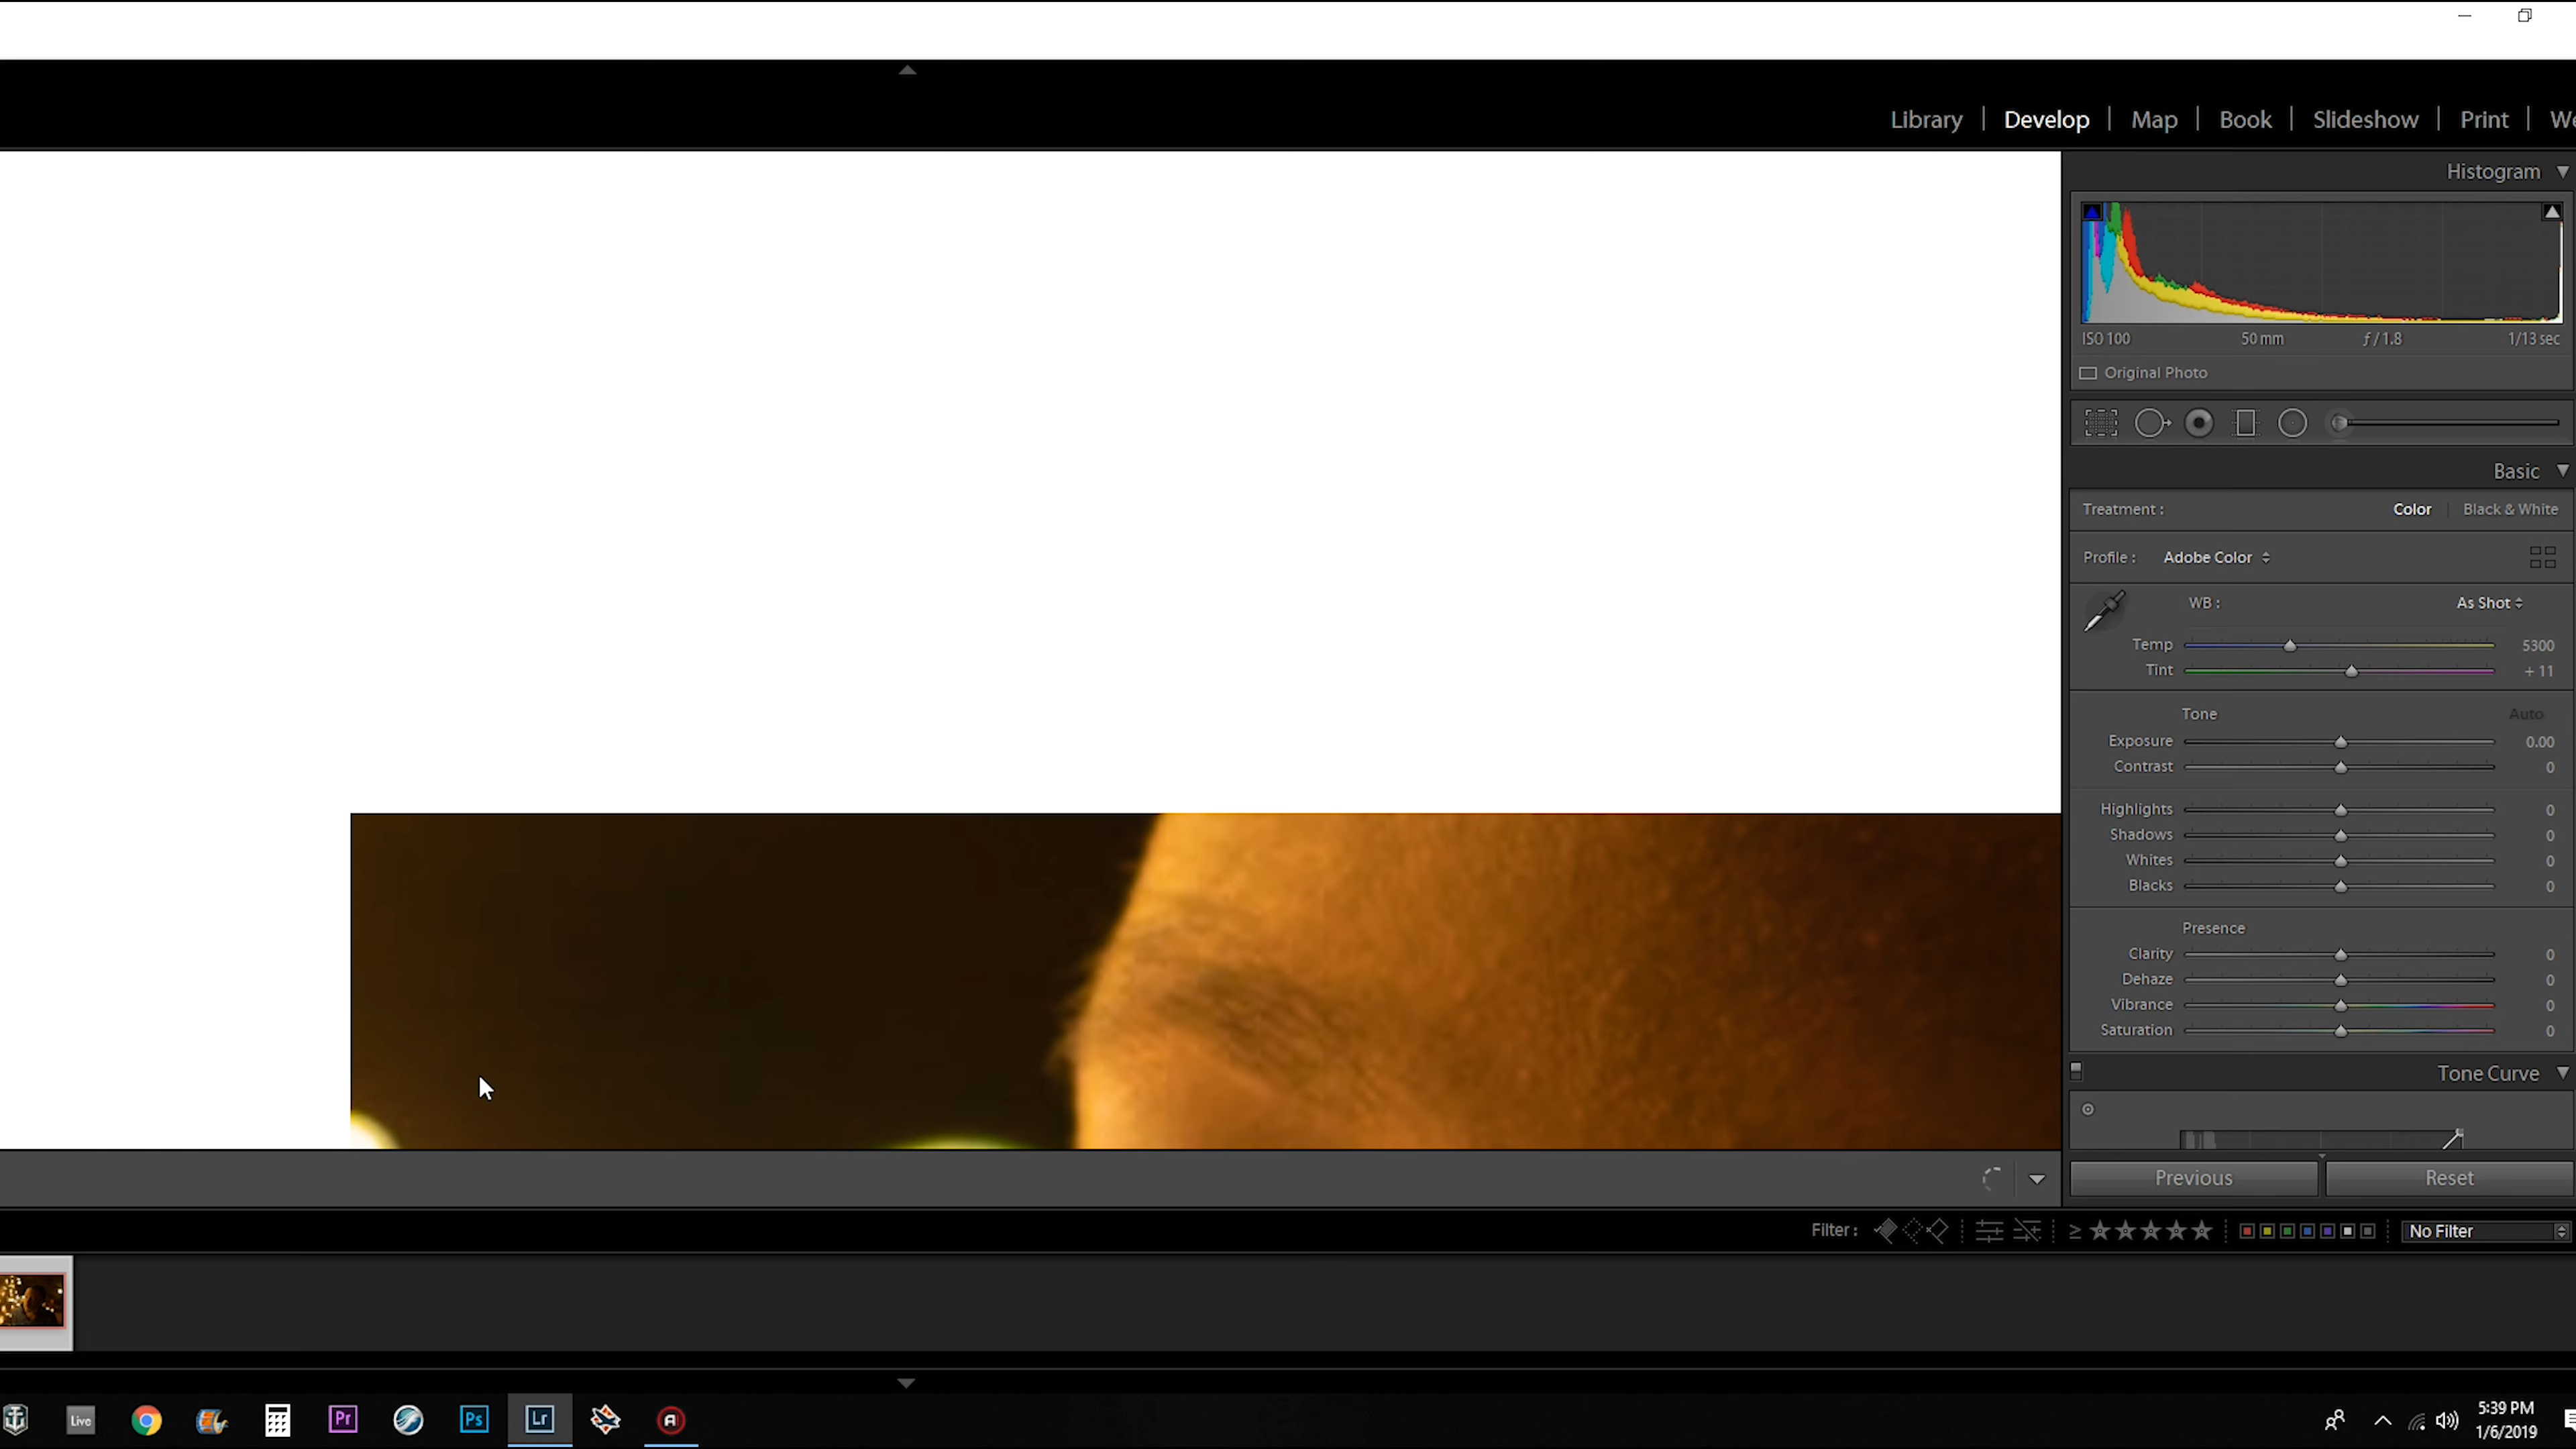 Library | Develop | Map | Book | Slideshow | Print | We
Histogram
ISO 100 50 mm ƒ / 1.8 1/13 sec
Original Photo
Basic
Treatment : Color Black & White
Profile : Adobe Color
WB : As Shot
Temp 5300
Tint + 11
Tone Auto
Exposure 0.00
Contrast 0
Highlights 0
Shadows 0
Whites 0
Blacks 0
Presence
Clarity 0
Dehaze 0
Vibrance 0
Saturation 0
Tone Curve
Previous Reset
Filter : ≥ No Filter
Live Pr Ps Lr A
5:39 PM
1/6/2019